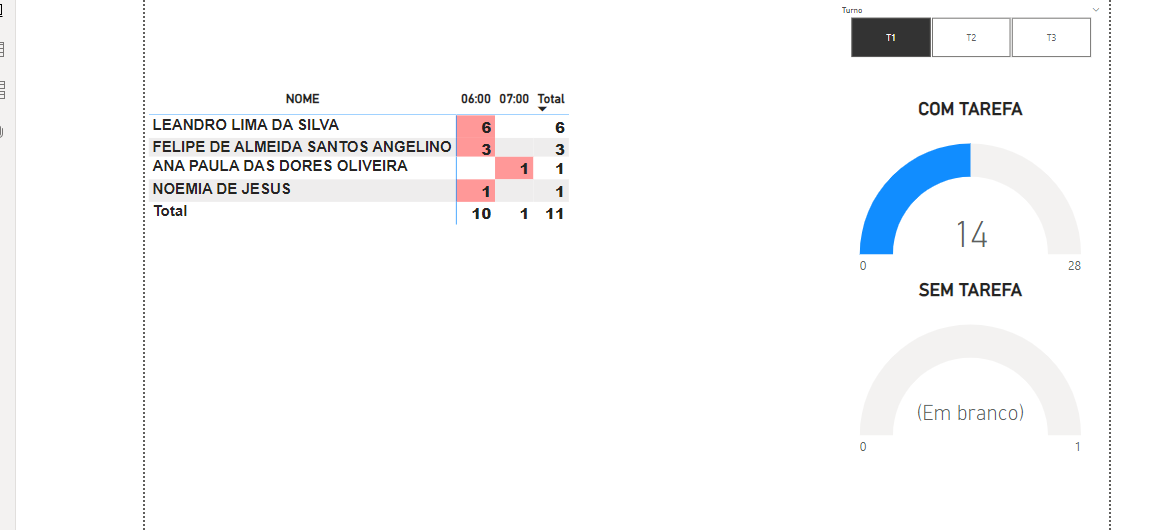 Turno
T1 T2 T3
NOME 06:00 07:00 Total
LEANDRO LIMA DA SILVA 6 6
FELIPE DE ALMEIDA SANTOS ANGELINO 3 3
ANA PAULA DAS DORES OLIVEIRA 1 1
NOEMIA DE JESUS 1 1
Total 10 1 11
COM TAREFA
14
0 28
SEM TAREFA
(Em branco)
0 1